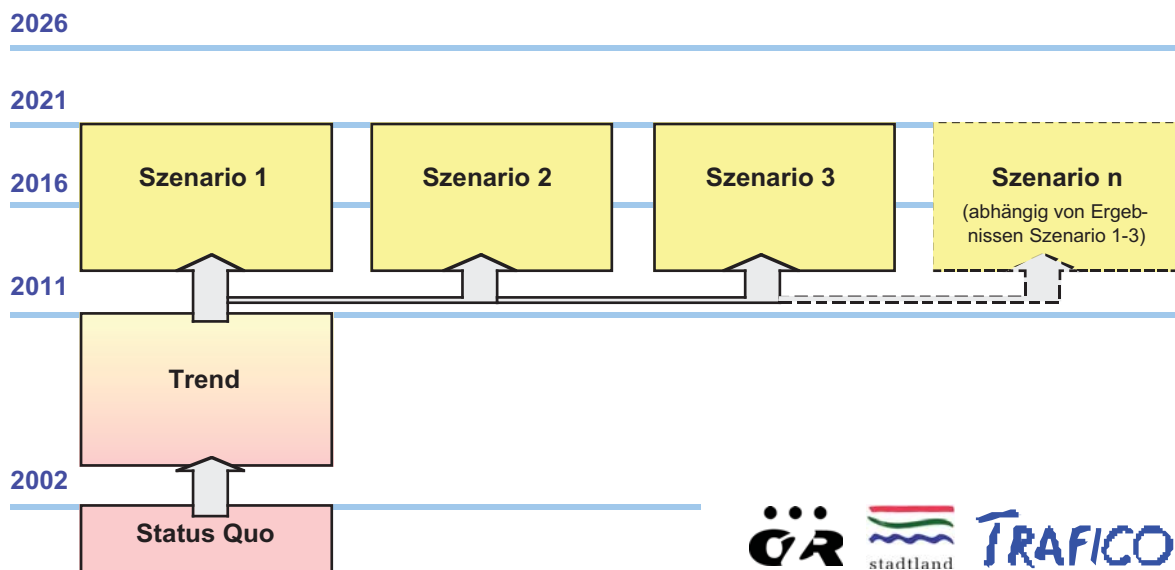 2026
2021
Szenario 1
Szenario 2
Szenario 3
Szenario n
2016
(abhängig von Ergeb-
nissen Szenario 1-3)
2011
Trend
2002
Status Quo
ÖIR
stadtland
TRAFICO